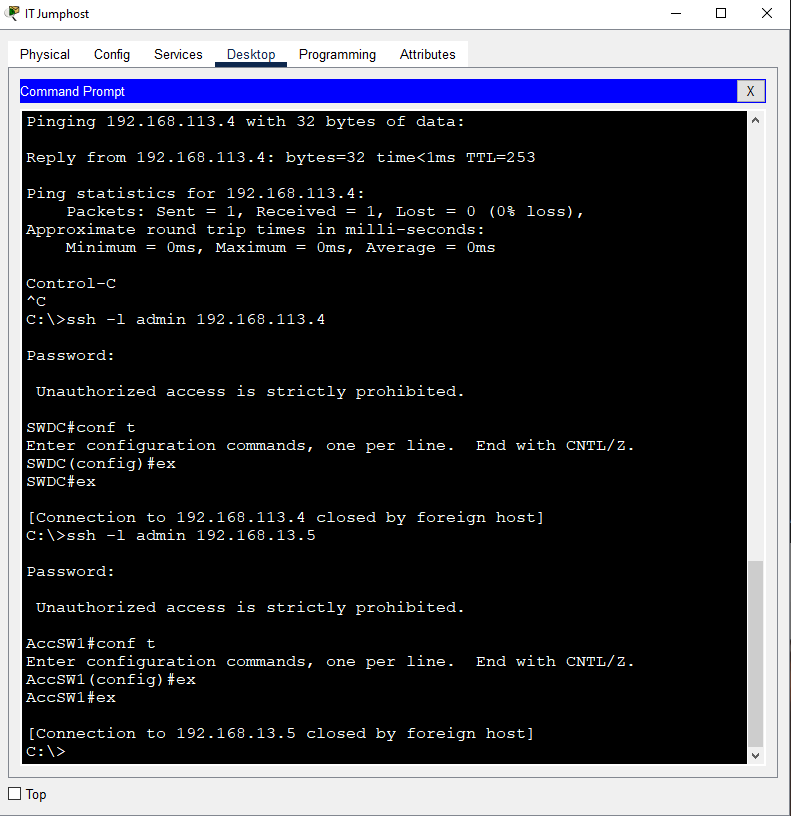 IT Jumphost
Physical Config Services Desktop Programming Attributes
Command Prompt X
Pinging 192.168.113.4 with 32 bytes of data:
Reply from 192.168.113.4: bytes=32 time<1ms TTL=253
Ping statistics for 192.168.113.4:
    Packets: Sent = 1, Received = 1, Lost = 0 (0% loss),
Approximate round trip times in milli-seconds:
    Minimum = 0ms, Maximum = 0ms, Average = 0ms
Control-C
^C
C:\>ssh -l admin 192.168.113.4
Password:
 Unauthorized access is strictly prohibited.
SWDC#conf t
Enter configuration commands, one per line.  End with CNTL/Z.
SWDC(config)#ex
SWDC#ex
[Connection to 192.168.113.4 closed by foreign host]
C:\>ssh -l admin 192.168.13.5
Password:
 Unauthorized access is strictly prohibited.
AccSW1#conf t
Enter configuration commands, one per line.  End with CNTL/Z.
AccSW1(config)#ex
AccSW1#ex
[Connection to 192.168.13.5 closed by foreign host]
C:\>
Top